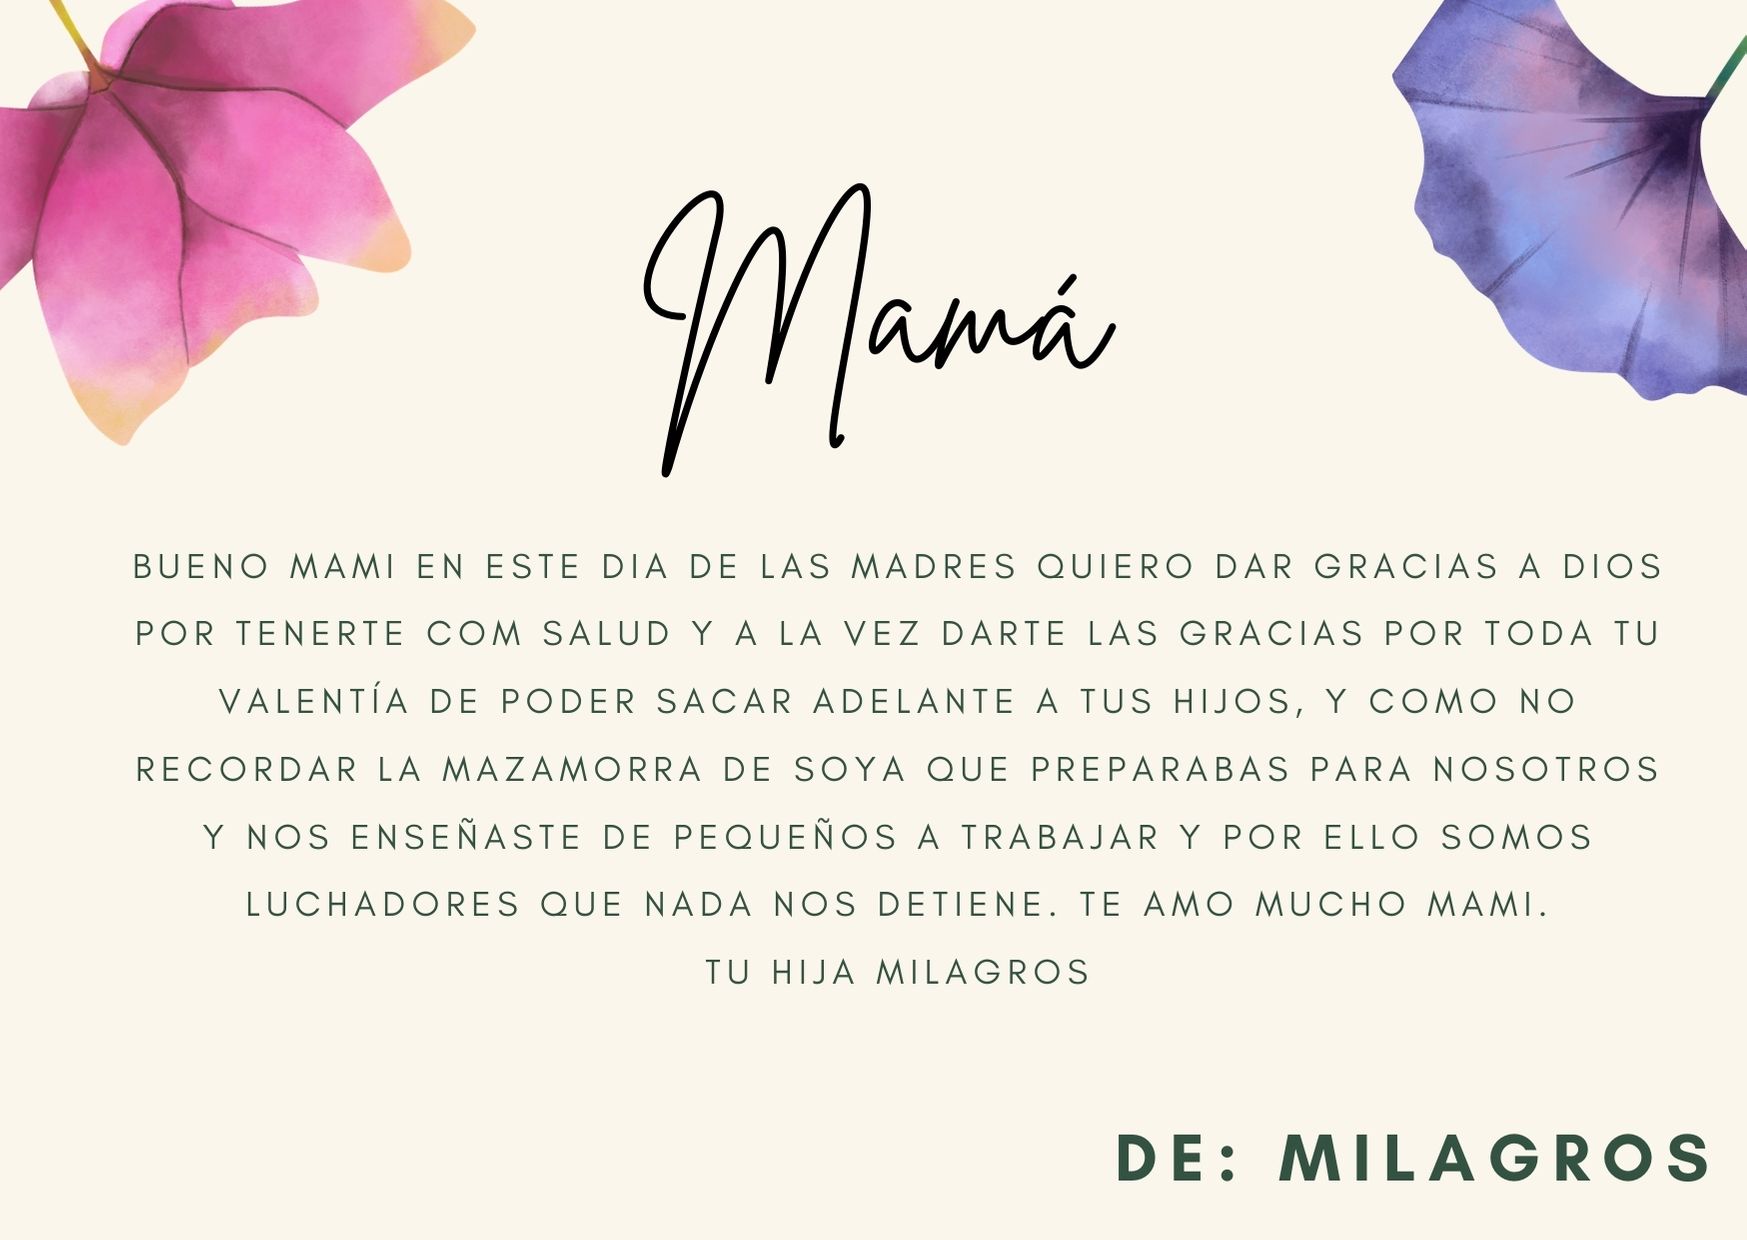 Mamá
BUENO MAMI EN ESTE DIA DE LAS MADRES QUIERO DAR GRACIAS A DIOS
POR TENERTE COM SALUD Y A LA VEZ DARTE LAS GRACIAS POR TODA TU
VALENTÍA DE PODER SACAR ADELANTE A TUS HIJOS, Y COMO NO
RECORDAR LA MAZAMORRA DE SOYA QUE PREPARABAS PARA NOSOTROS
Y NOS ENSEÑASTE DE PEQUEÑOS A TRABAJAR Y POR ELLO SOMOS
LUCHADORES QUE NADA NOS DETIENE. TE AMO MUCHO MAMI.
TU HIJA MILAGROS
DE: MILAGROS